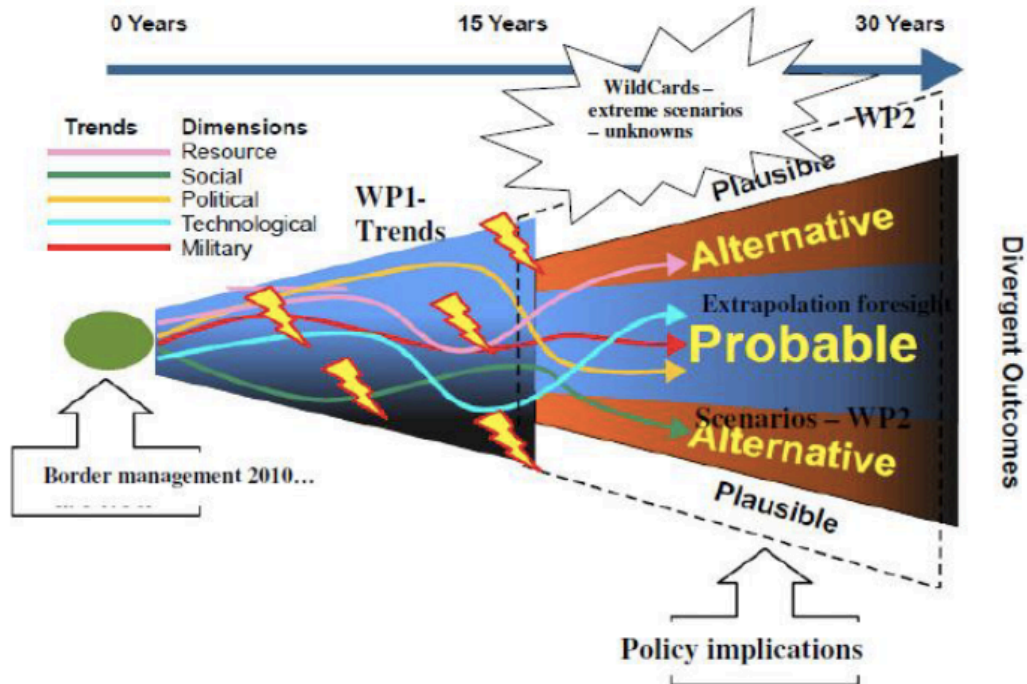 0 Years 15 Years 30 Years
WildCards –
extreme scenarios
– unknowns
WP2
Trends Dimensions
Resource
Social
Political
Technological
Military
WP1-
Trends
Plausible
Alternative
Extrapolation foresight
Probable
Scenarios – WP2
Alternative
Plausible
Divergent Outcomes
Border management 2010…
Policy implications